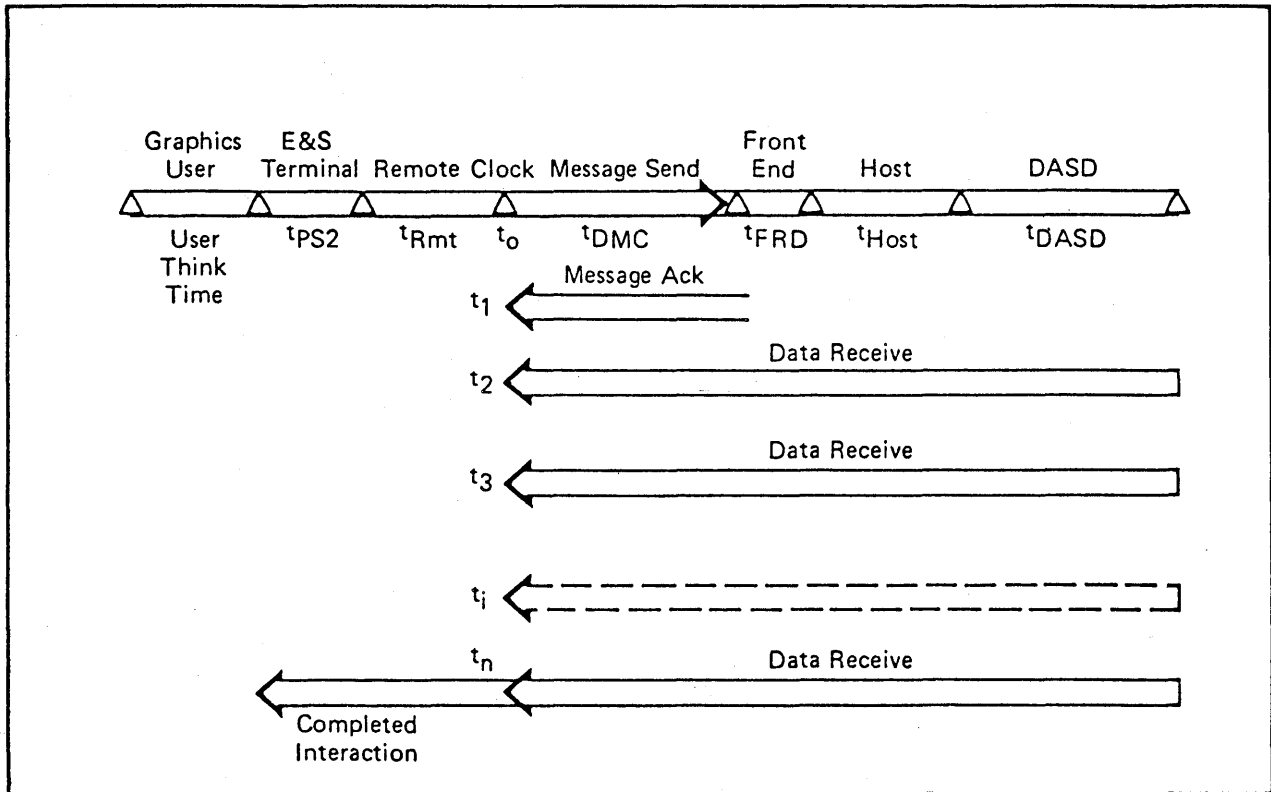 Graphics User
E&S Terminal
Remote
Clock
Message Send
Front End
Host
DASD
User Think Time
tPS2
tRmt
to
tDMC
tFRD
tHost
tDASD
Message Ack
t1
Data Receive
t2
Data Receive
t3
ti
tn
Data Receive
Completed
Interaction